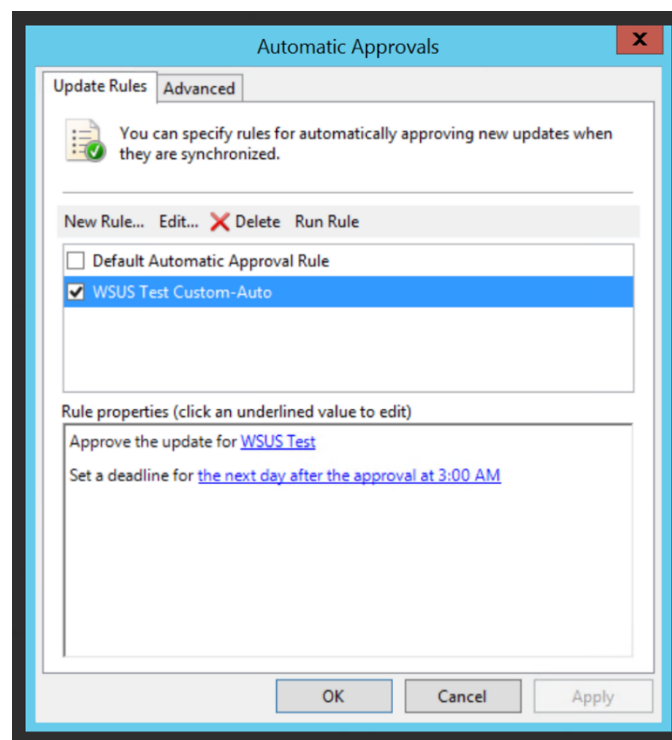 Automatic Approvals
x
Update Rules
Advanced
You can specify rules for automatically approving new updates when
they are synchronized.
New Rule... Edit... Delete Run Rule
Default Automatic Approval Rule
WSUS Test Custom-Auto
Rule properties (click an underlined value to edit)
Approve the update for WSUS Test
Set a deadline for the next day after the approval at 3:00 AM
OK Cancel Apply